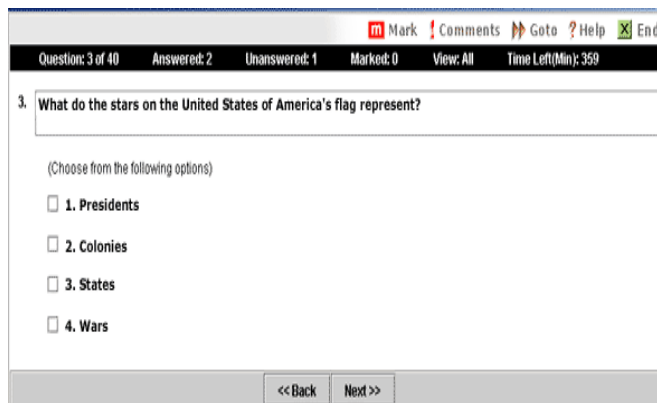 m Mark ! Comments Goto ? Help X End
Question: 3 of 40 Answered: 2 Unanswered: 1 Marked: 0 View: All Time Left(Min): 359
3. What do the stars on the United States of America's flag represent?
(Choose from the following options)
1. Presidents
2. Colonies
3. States
4. Wars
<< Back Next >>